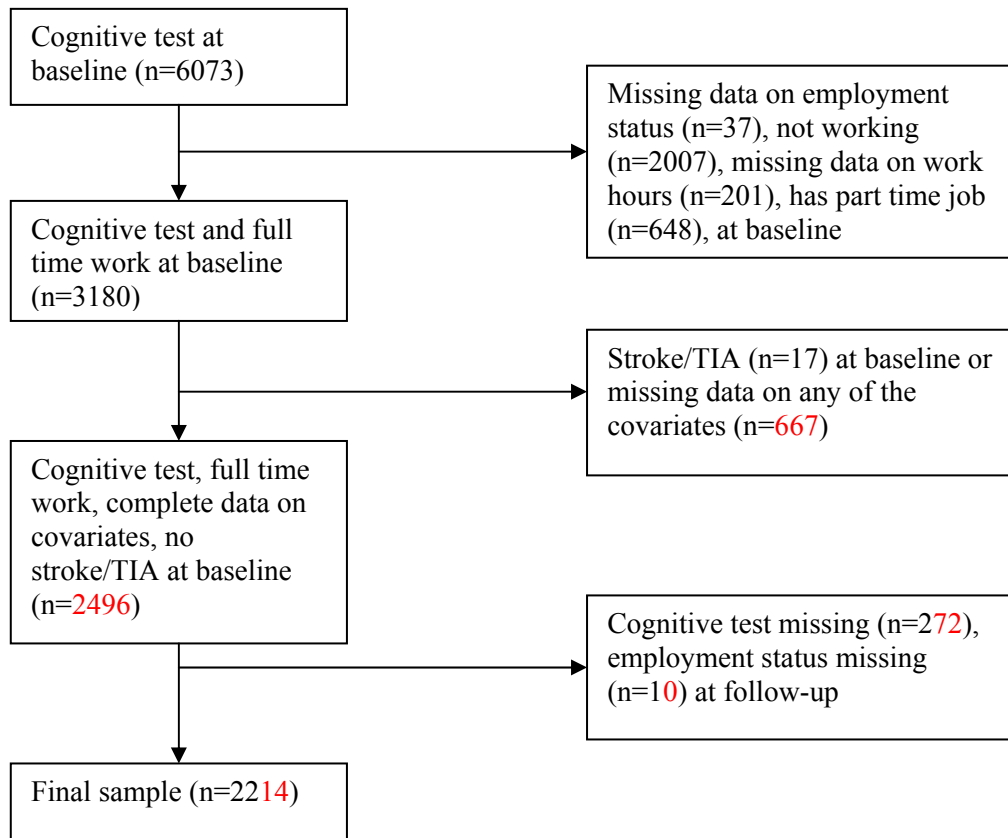 Cognitive test at
baseline (n=6073)
Missing data on employment
status (n=37), not working
(n=2007), missing data on work
hours (n=201), has part time job
(n=648), at baseline
Cognitive test and full
time work at baseline
(n=3180)
Stroke/TIA (n=17) at baseline or
missing data on any of the
covariates (n=667)
Cognitive test, full time
work, complete data on
covariates, no
stroke/TIA at baseline
(n=2496)
Cognitive test missing (n=272),
employment status missing
(n=10) at follow-up
Final sample (n=2214)